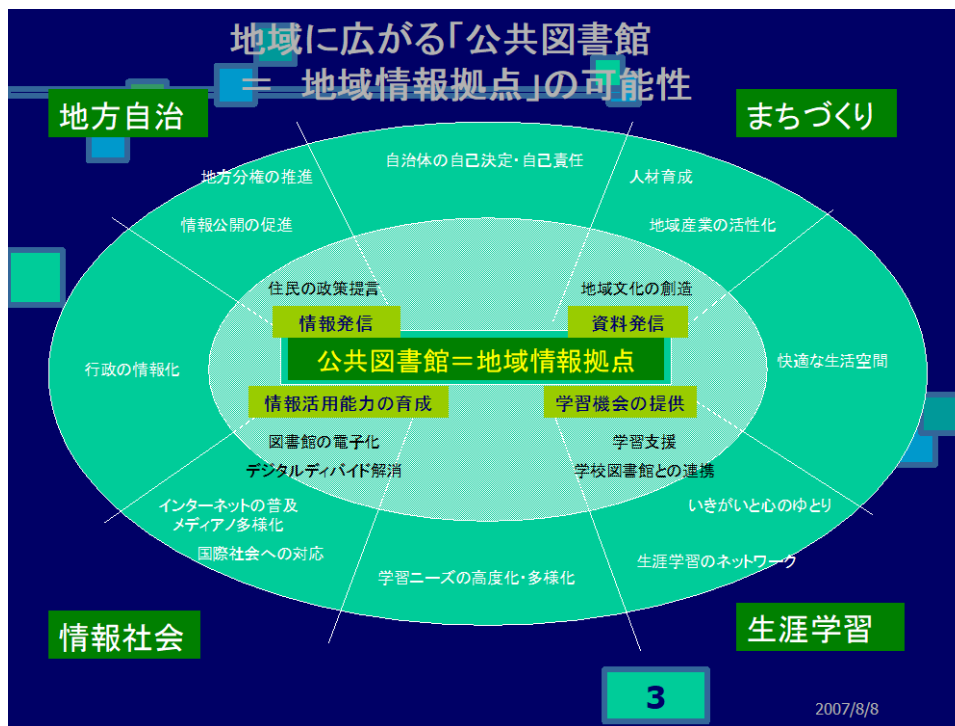 地域に広がる「公共図書館
＝　地域情報拠点」の可能性
地方自治
まちづくり
自治体の自己決定・自己責任
地方分権の推進
人材育成
情報公開の促進
地域産業の活性化
住民の政策提言
地域文化の創造
情報発信
資料発信
公共図書館＝地域情報拠点
行政の情報化
快適な生活空間
情報活用能力の育成
学習機会の提供
図書館の電子化
学習支援
デジタルディバイド解消
学校図書館との連携
インターネットの普及
メディアノ多様化
いきがいと心のゆとり
国際社会への対応
生涯学習のネットワーク
学習ニーズの高度化・多様化
情報社会
生涯学習
3
2007/8/8